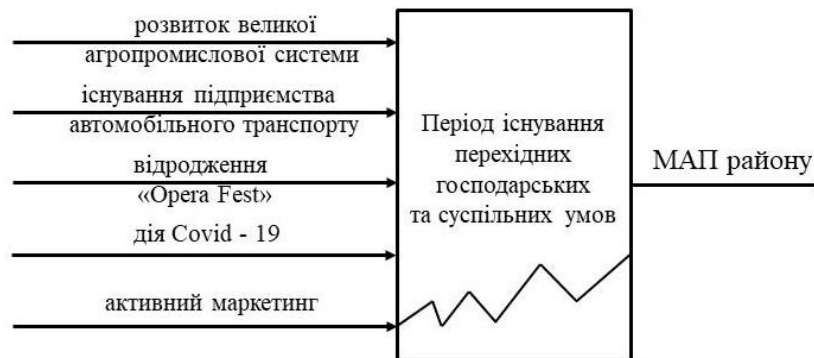 розвиток великої
агропромислової системи
існування підприємства
автомобільного транспорту
відродження
«Opera Fest»
дія Covid - 19
активний маркетинг
Період існування
перехідних
господарських
та суспільних умов
МАП району